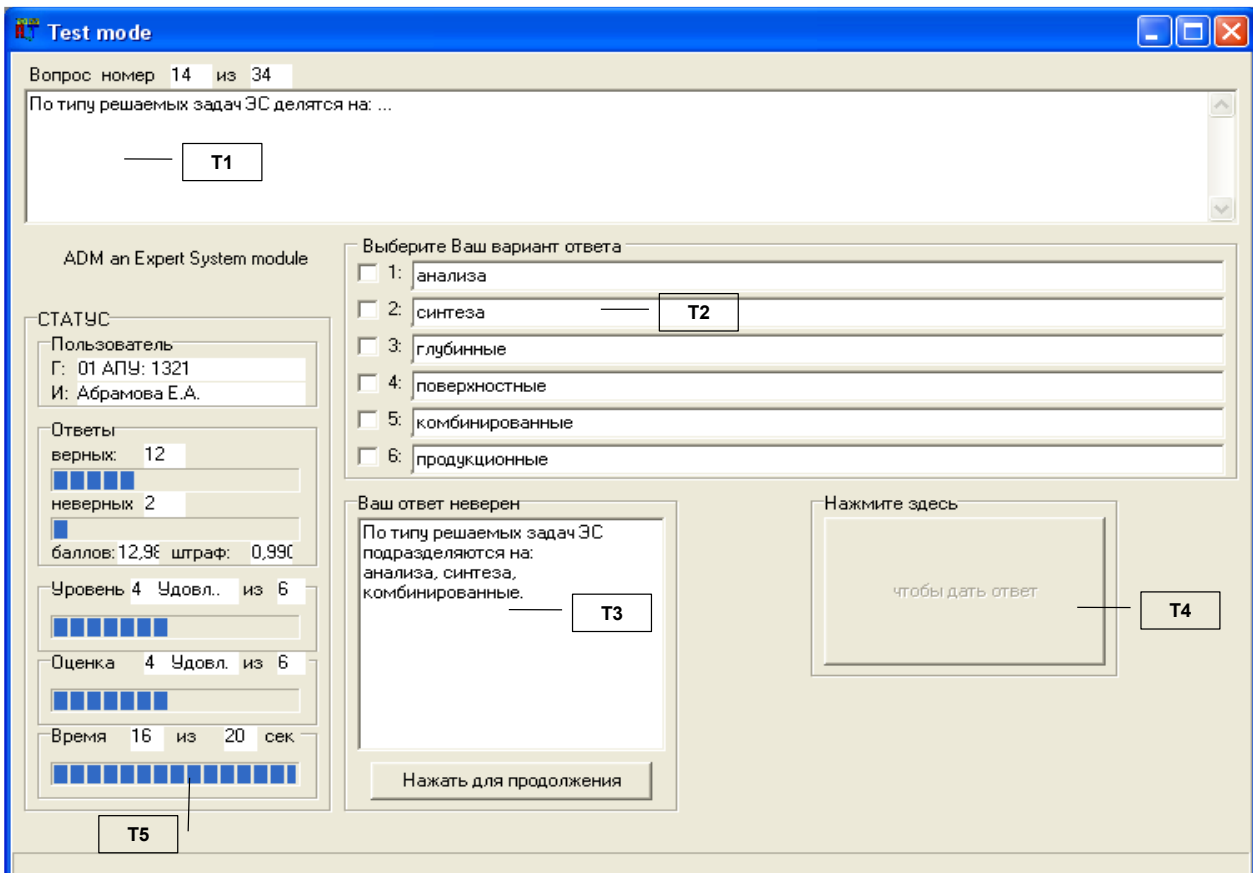 Test mode
Вопрос номер 14 из 34
По типу решаемых задач ЭС делятся на: ...
T1
ADM an Expert System module
Выберите Ваш вариант ответа
1: анализа
2: синтеза
T2
3: глубинные
4: поверхностные
5: комбинированные
6: продукционные
СТАТУС
Пользователь
Г: 01 АПУ: 1321
И: Абрамова Е.А.
Ответы
верных: 12
неверных 2
баллов: 12,98 штраф: 0,990
Уровень 4 Удовл.. из 6
Оценка 4 Удовл. из 6
Время 16 из 20 сек
T5
Ваш ответ неверен
По типу решаемых задач ЭС
подразделяются на:
анализа, синтеза,
комбинированные.
T3
Нажать для продолжения
Нажмите здесь
чтобы дать ответ
T4